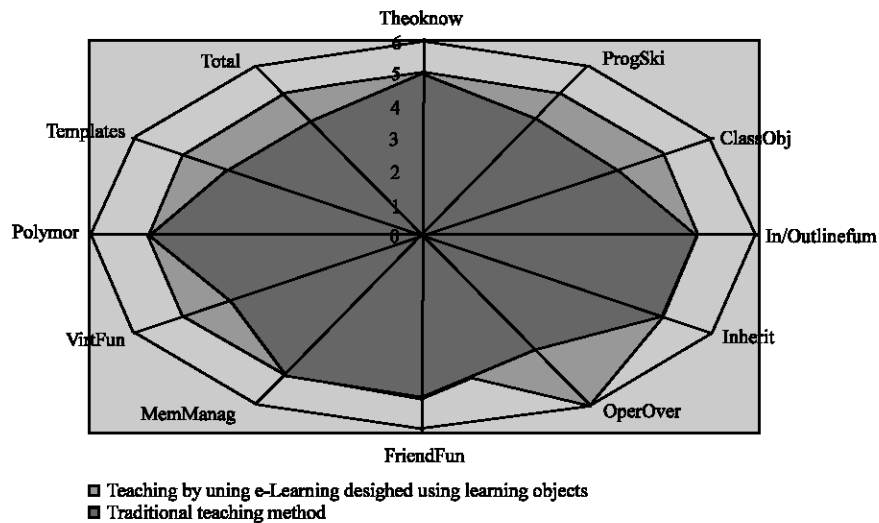 Theoknow
Total
ProgSki
Templates
ClassObj
Polymor
In/Outlinefum
VirtFun
Inherit
MemManag
OperOver
FriendFun
6
5
4
3
2
1
0
Teaching by uning e-Learning desighed using learning objects
Traditional teaching method